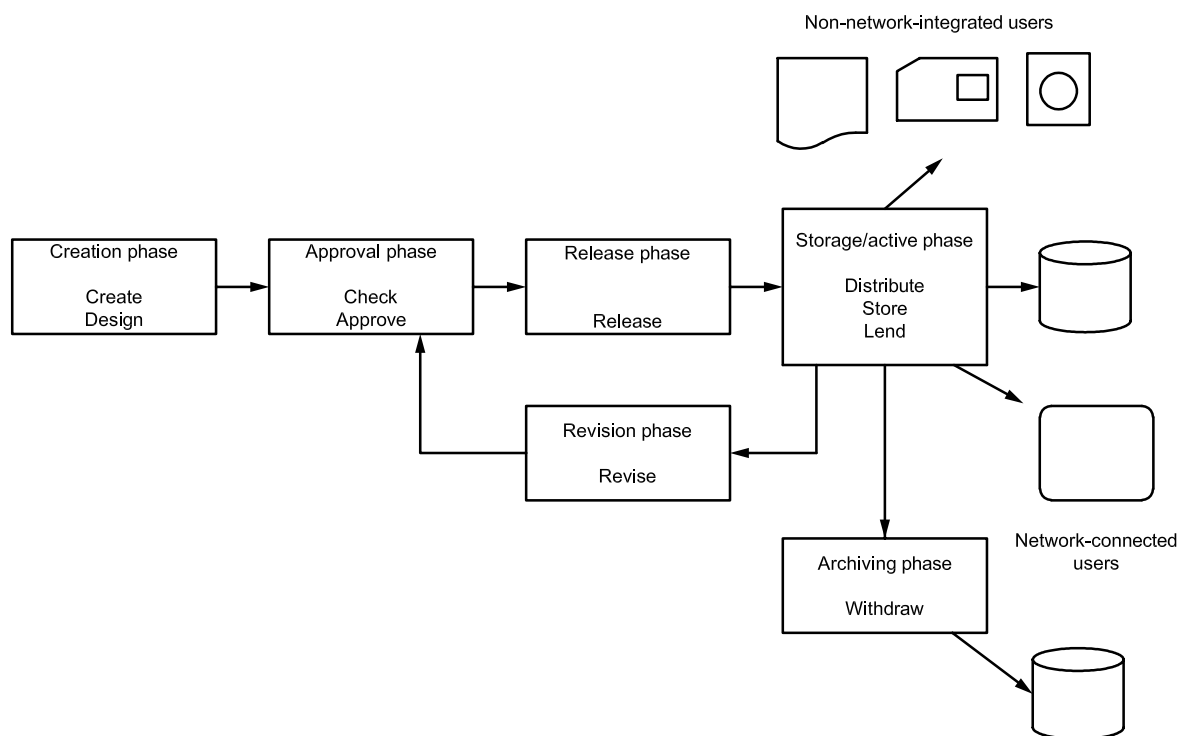 Non-network-integrated users
Creation phase
Create
Design
Approval phase
Check
Approve
Release phase
Release
Storage/active phase
Distribute
Store
Lend
Revision phase
Revise
Archiving phase
Withdraw
Network-connected
users